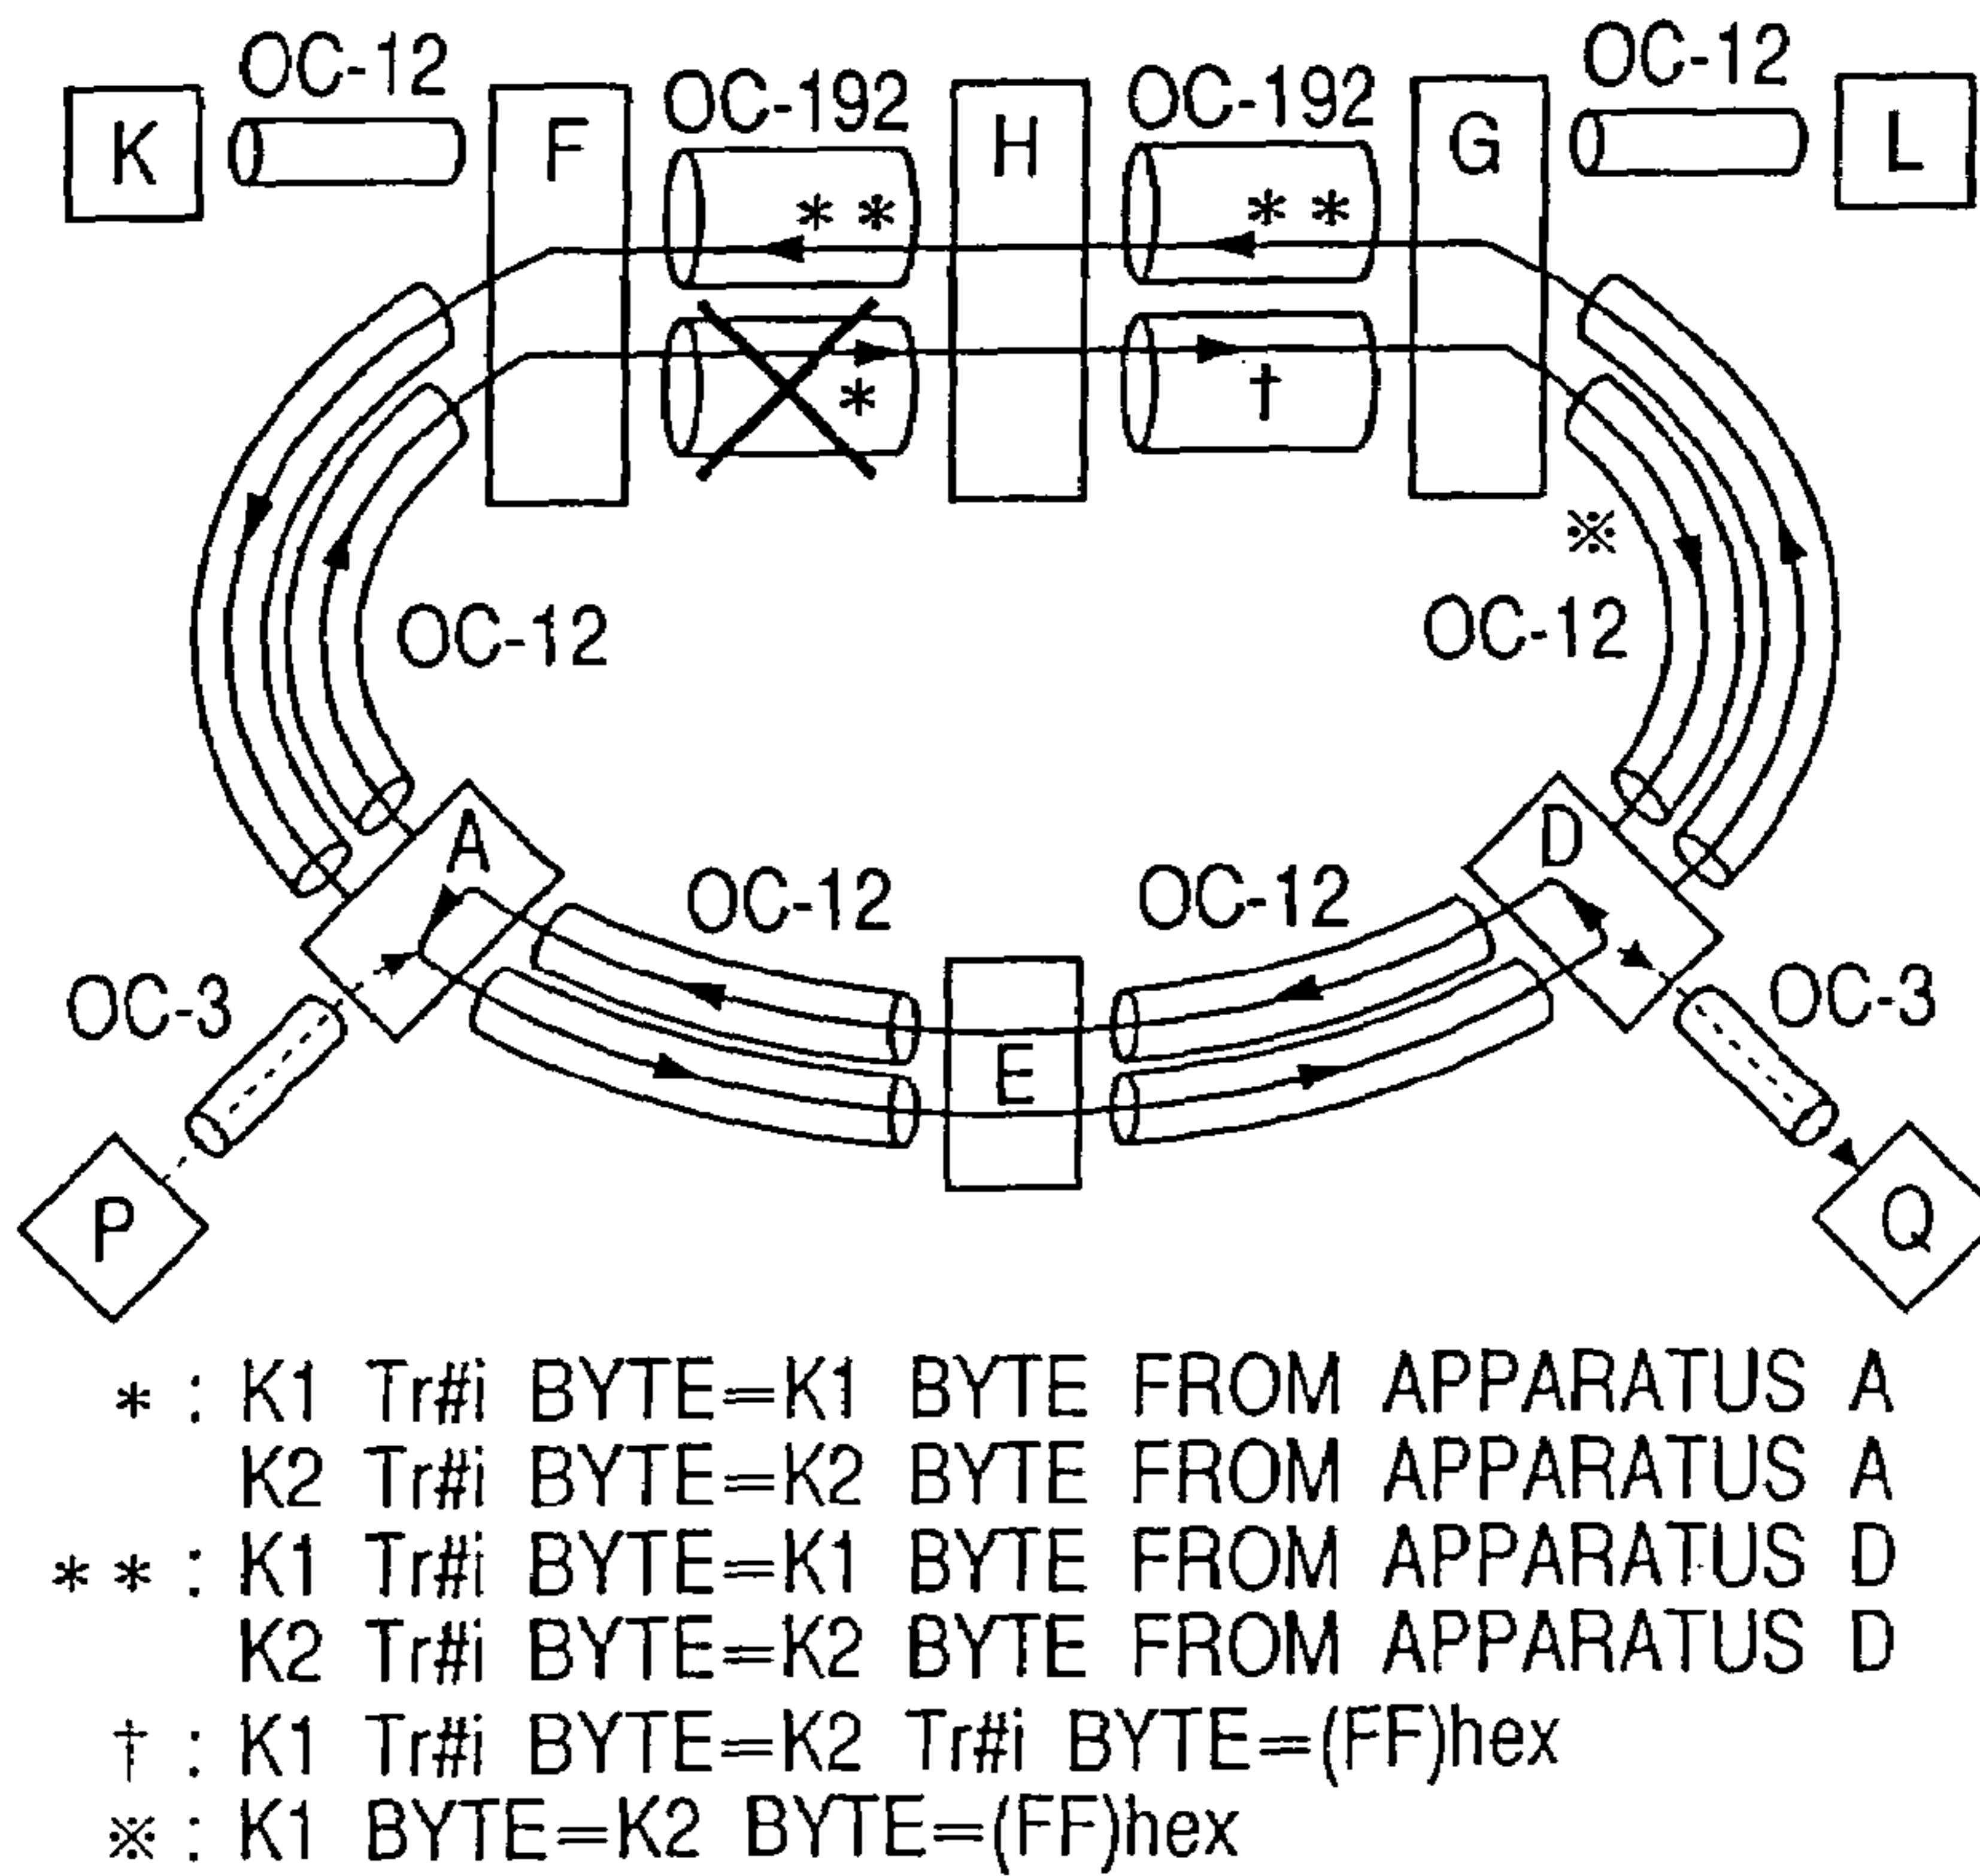 OC-12
OC-192
OC-192
OC-12
K
F
H
G
L
* *
* *
*
†
※
OC-12
OC-12
A
D
OC-12
OC-12
OC-3
OC-3
E
P
Q
* : K1 Tr#i BYTE=K1 BYTE FROM APPARATUS A
K2 Tr#i BYTE=K2 BYTE FROM APPARATUS A
* * : K1 Tr#i BYTE=K1 BYTE FROM APPARATUS D
K2 Tr#i BYTE=K2 BYTE FROM APPARATUS D
† : K1 Tr#i BYTE=K2 Tr#i BYTE=(FF)hex
※ : K1 BYTE=K2 BYTE=(FF)hex